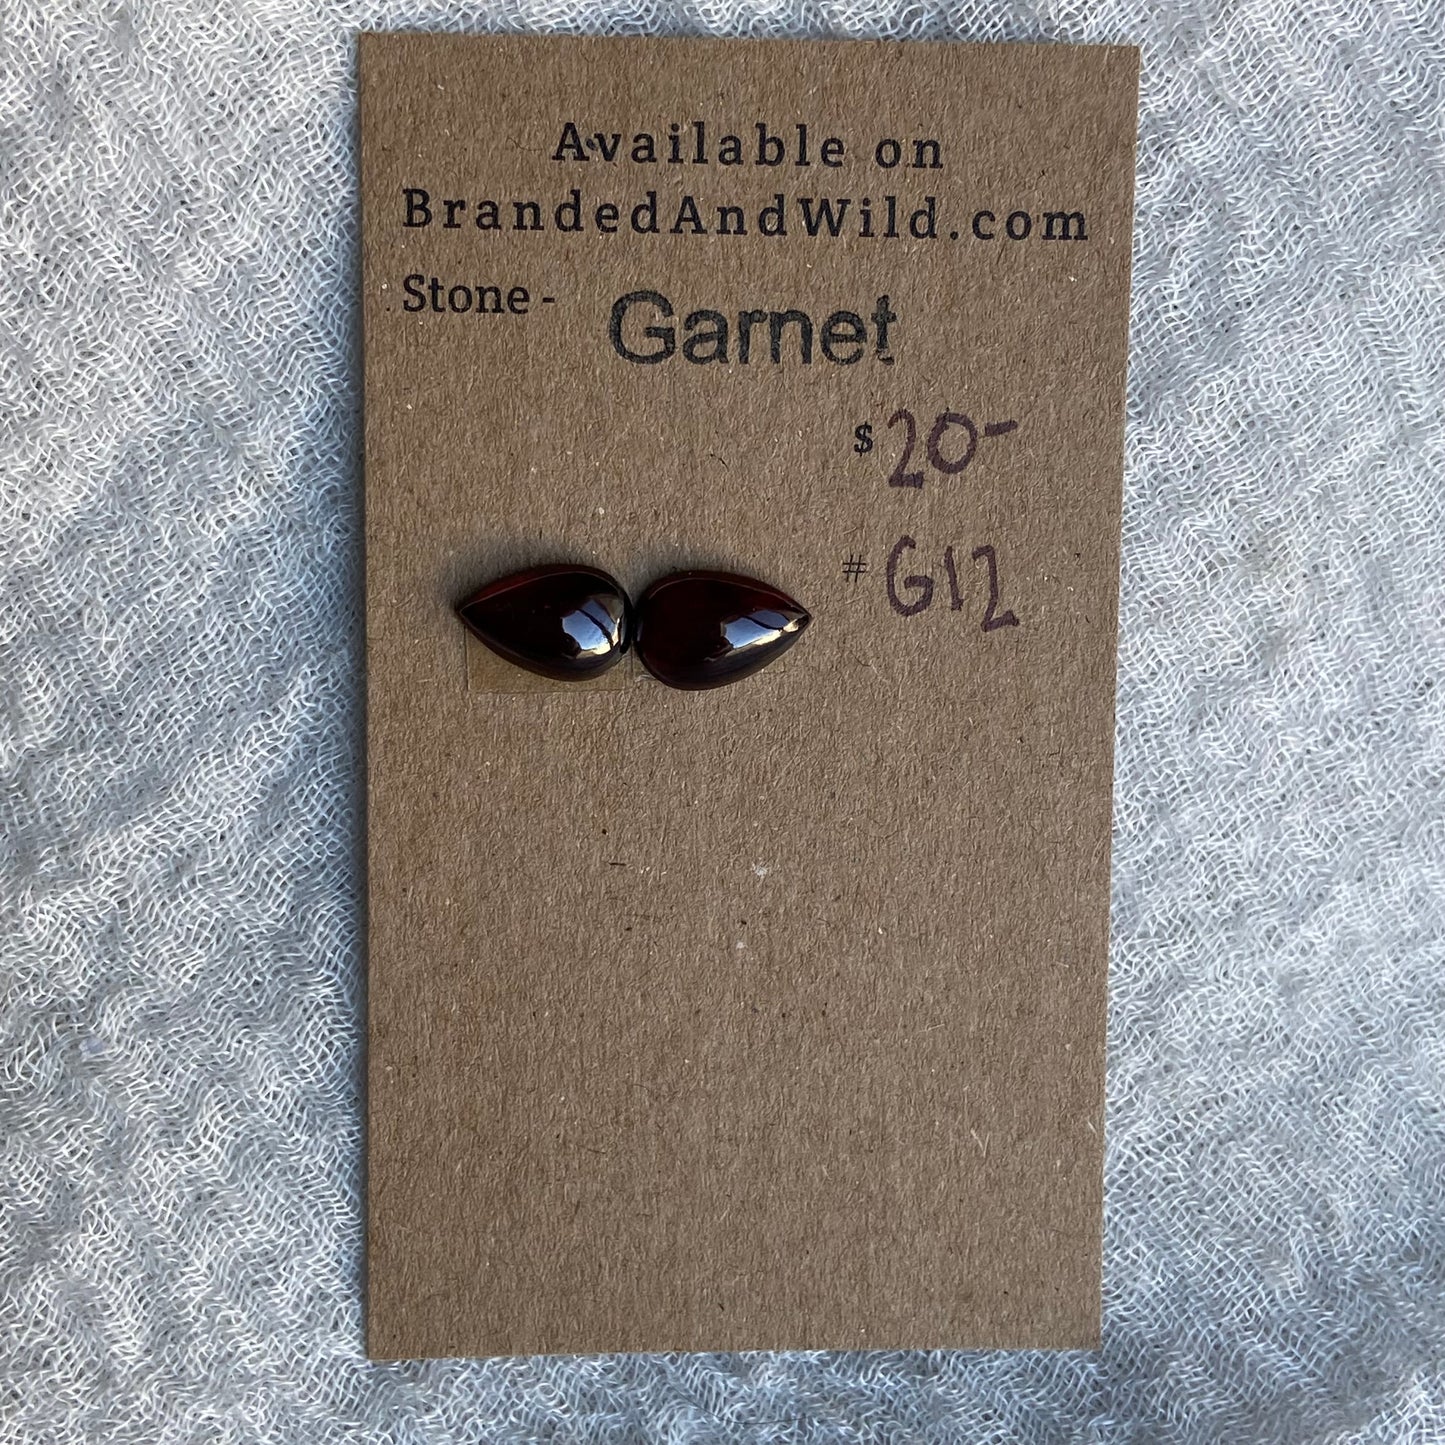 Available on
BrandedAndWild.com
Stone - Garnet
$20-
# G12